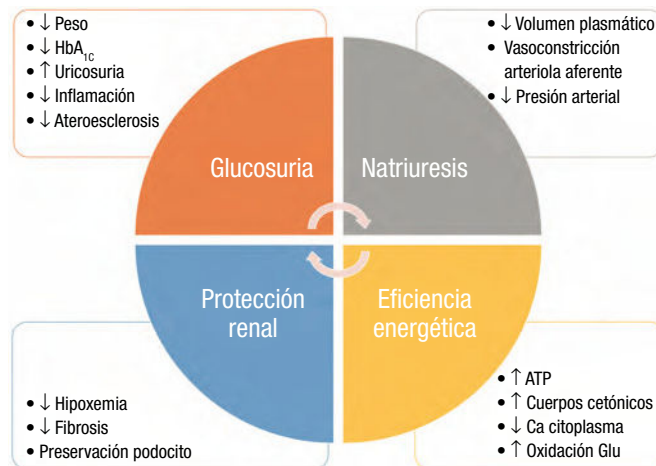 • ↓ Peso
• ↓ HbA1C
• ↑ Uricosuria
• ↓ Inflamación
• ↓ Ateroesclerosis
• ↓ Volumen plasmático
• Vasoconstricción
arteriola aferente
• ↓ Presión arterial
Glucosuria
Natriuresis
Protección
renal
Eficiencia
energética
• ↓ Hipoxemia
• ↓ Fibrosis
• Preservación podocito
• ↑ ATP
• ↑ Cuerpos cetónicos
• ↓ Ca citoplasma
• ↑ Oxidación Glu